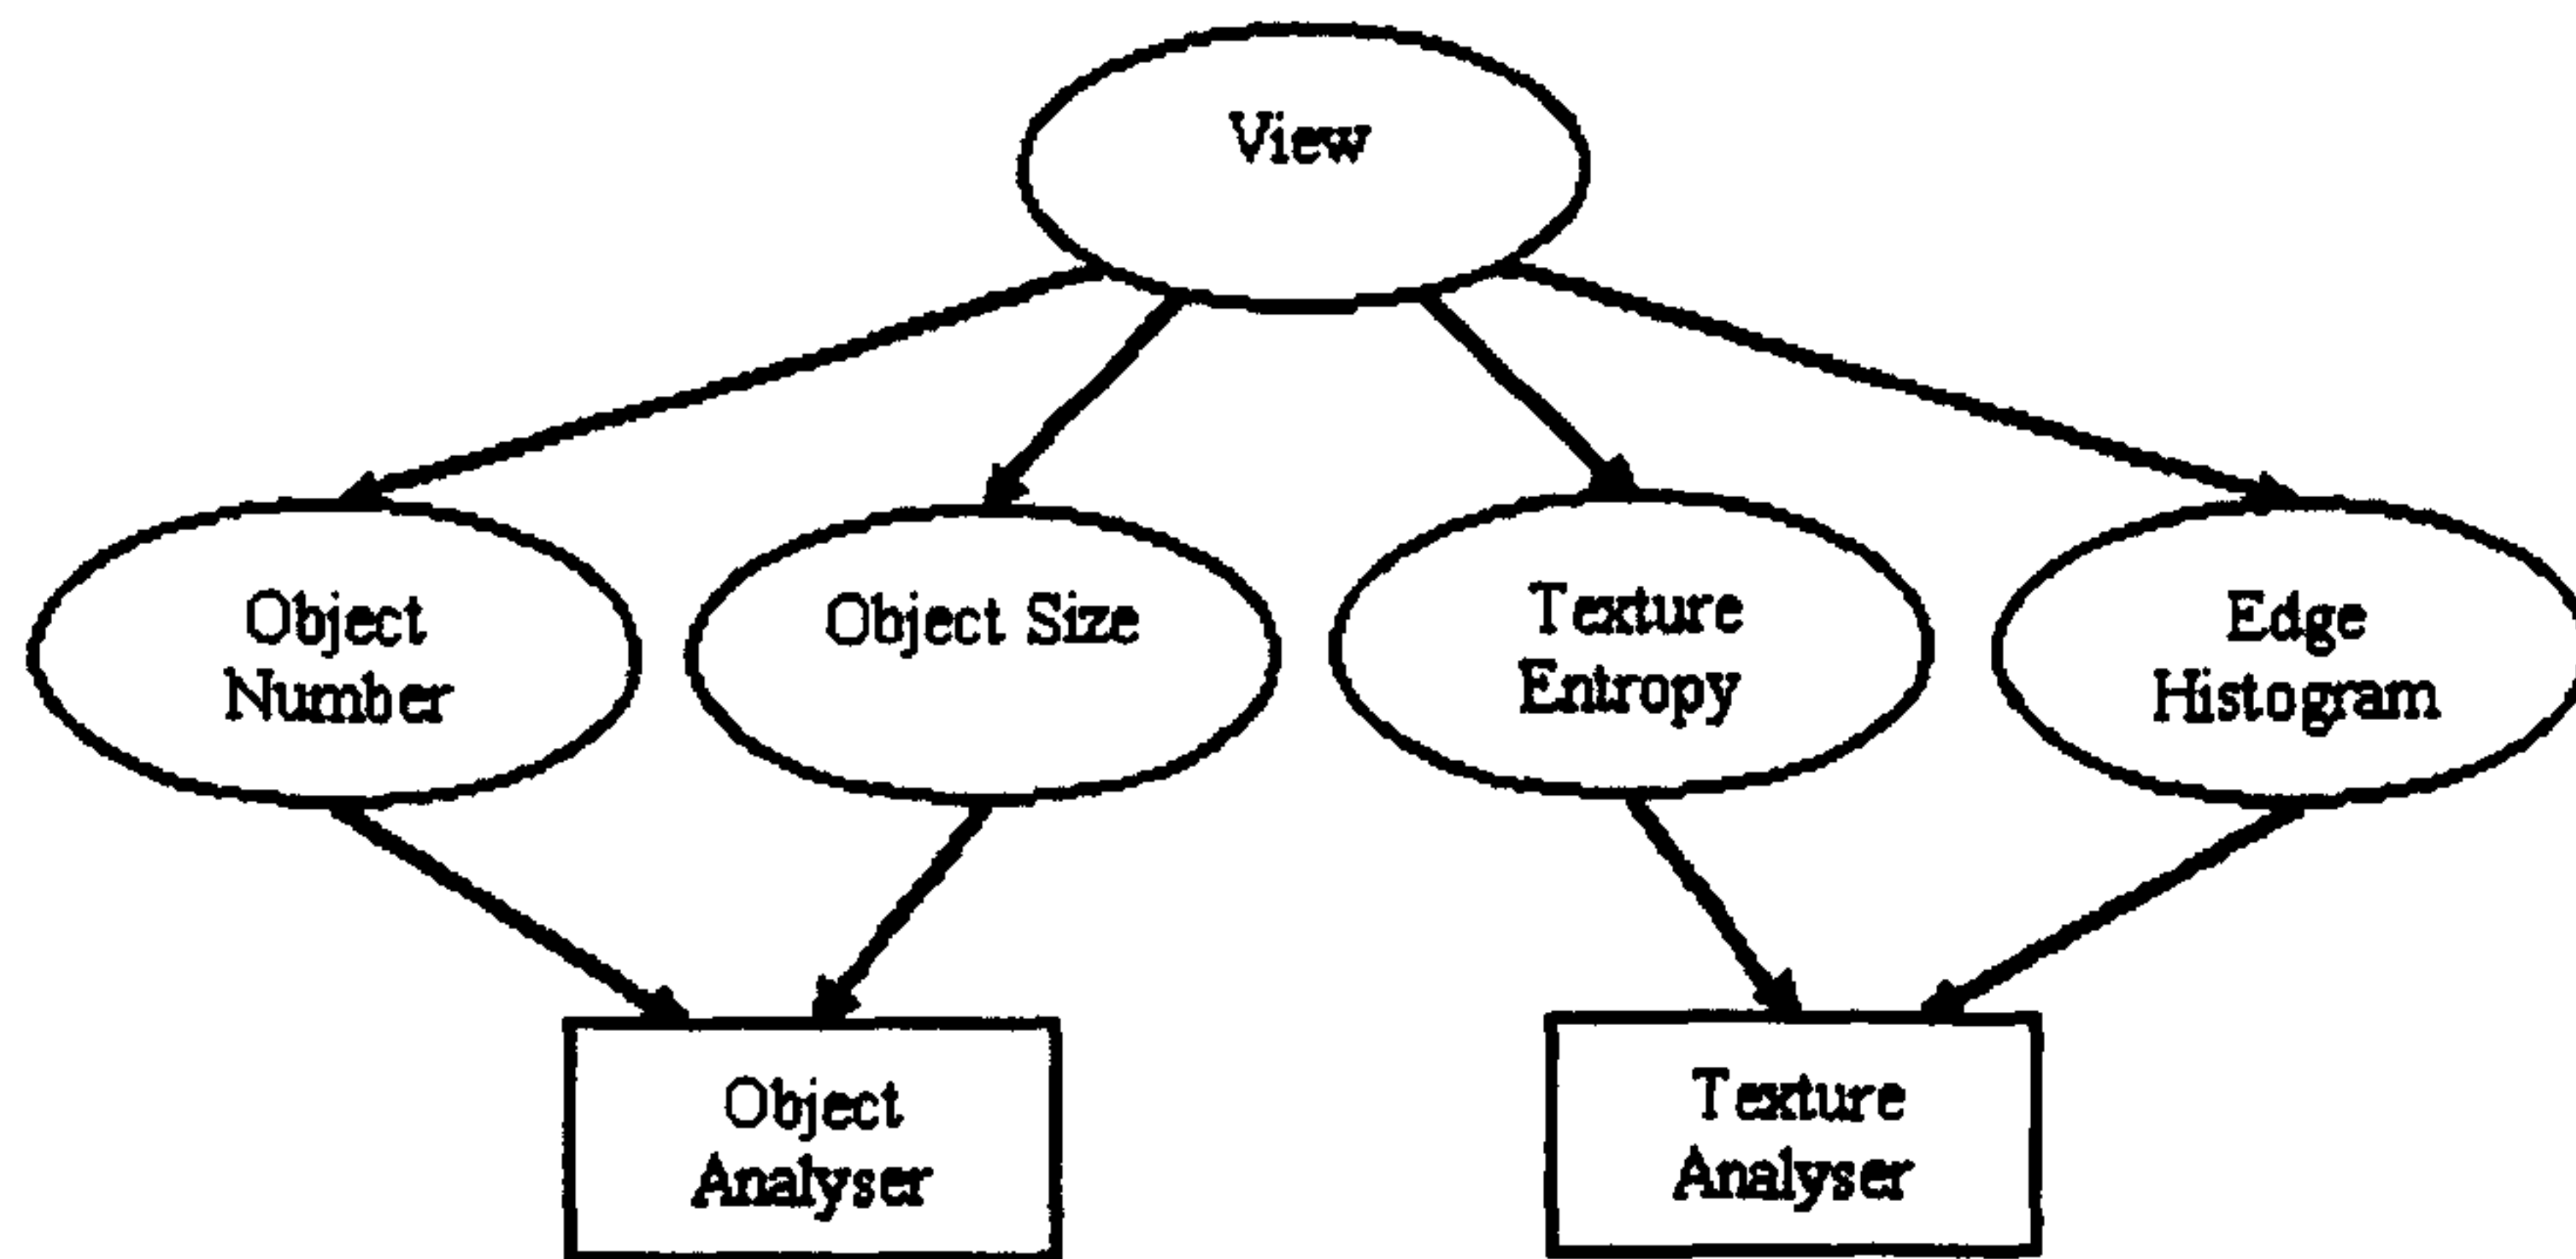 View
Object
Number
Object Size
Texture
Entropy
Edge
Histogram
Object
Analyser
Texture
Analyser